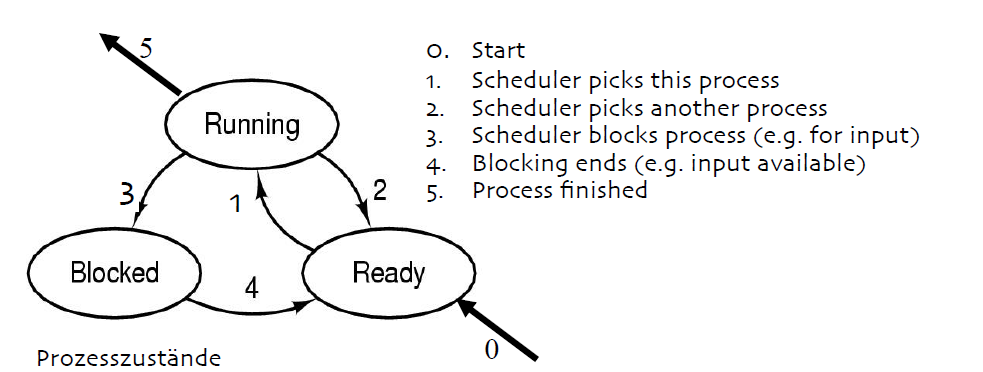 5
0. Start
1. Scheduler picks this process
2. Scheduler picks another process
3. Scheduler blocks process (e.g. for input)
4. Blocking ends (e.g. input available)
5. Process finished
Running
3
1
2
Blocked
4
Ready
0
Prozesszustände